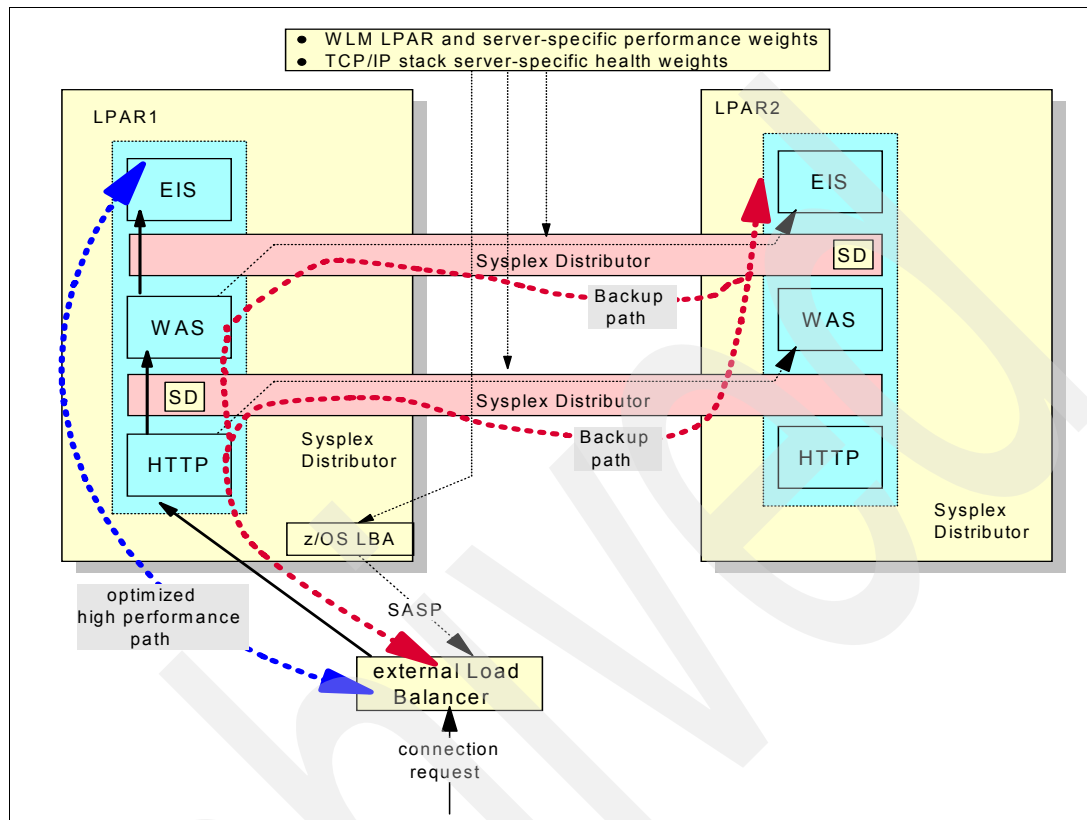 ● WLM LPAR and server-specific performance weights
● TCP/IP stack server-specific health weights
LPAR1
EIS
WAS
SD
HTTP
Sysplex
Distributor
z/OS LBA
Sysplex Distributor
SD
Backup
path
Sysplex Distributor
Backup
path
LPAR2
EIS
WAS
HTTP
Sysplex
Distributor
optimized
high performance
path
SASP
external Load
Balancer
connection
request